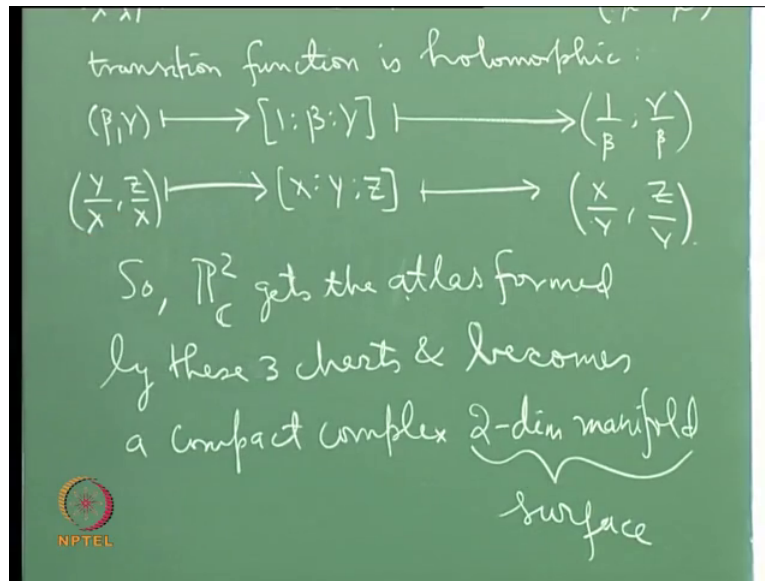 transition function is holomorphic:
(β,γ) ⟼ [1:β:γ] ⟼ (1/β, γ/β)
(Y/X, Z/X) ⟼ [X:Y:Z] ⟼ (X/Y, Z/Y).
So, ℙ²_ℂ gets the atlas formed
by these 3 charts & becomes
a compact complex 2-dim manifold
surface
NPTEL